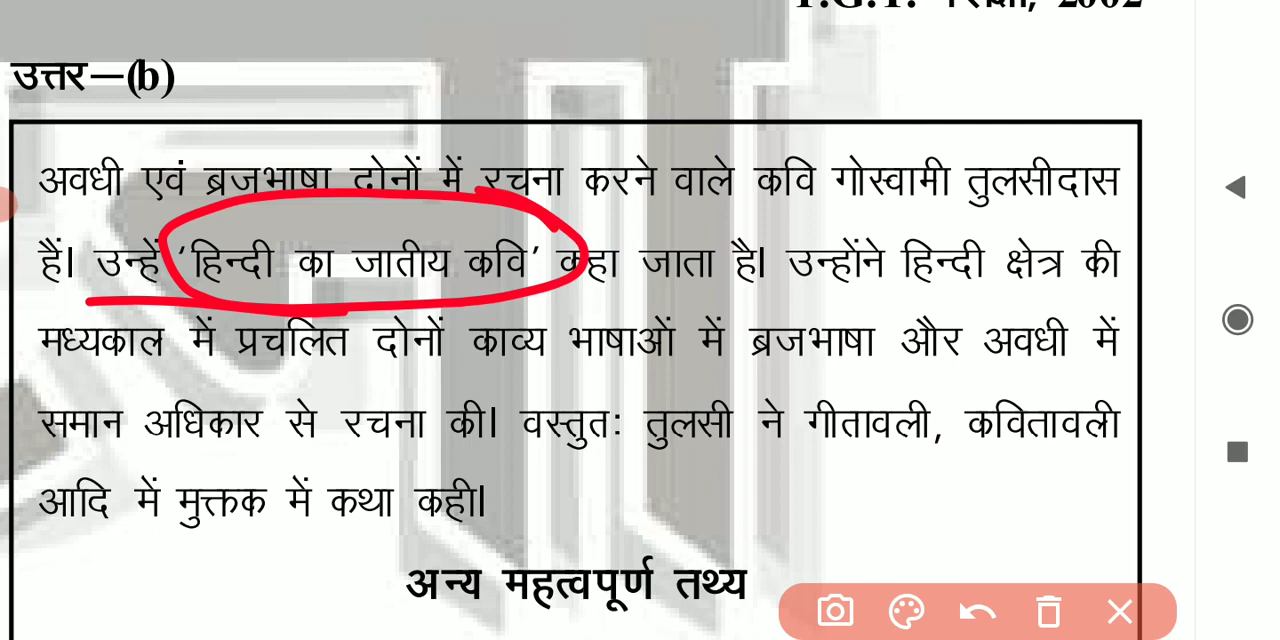 2002
उत्तर–(b)
अवधी एवं ब्रजभाषा दोनों में रचना करने वाले कवि गोस्वामी तुलसीदास
हैं। उन्हें 'हिन्दी का जातीय कवि' कहा जाता है। उन्होंने हिन्दी क्षेत्र की
मध्यकाल में प्रचलित दोनों काव्य भाषाओं में ब्रजभाषा और अवधी में
समान अधिकार से रचना की। वस्तुतः तुलसी ने गीतावली, कवितावली
आदि में मुक्तक में कथा कही।
अन्य महत्वपूर्ण तथ्य